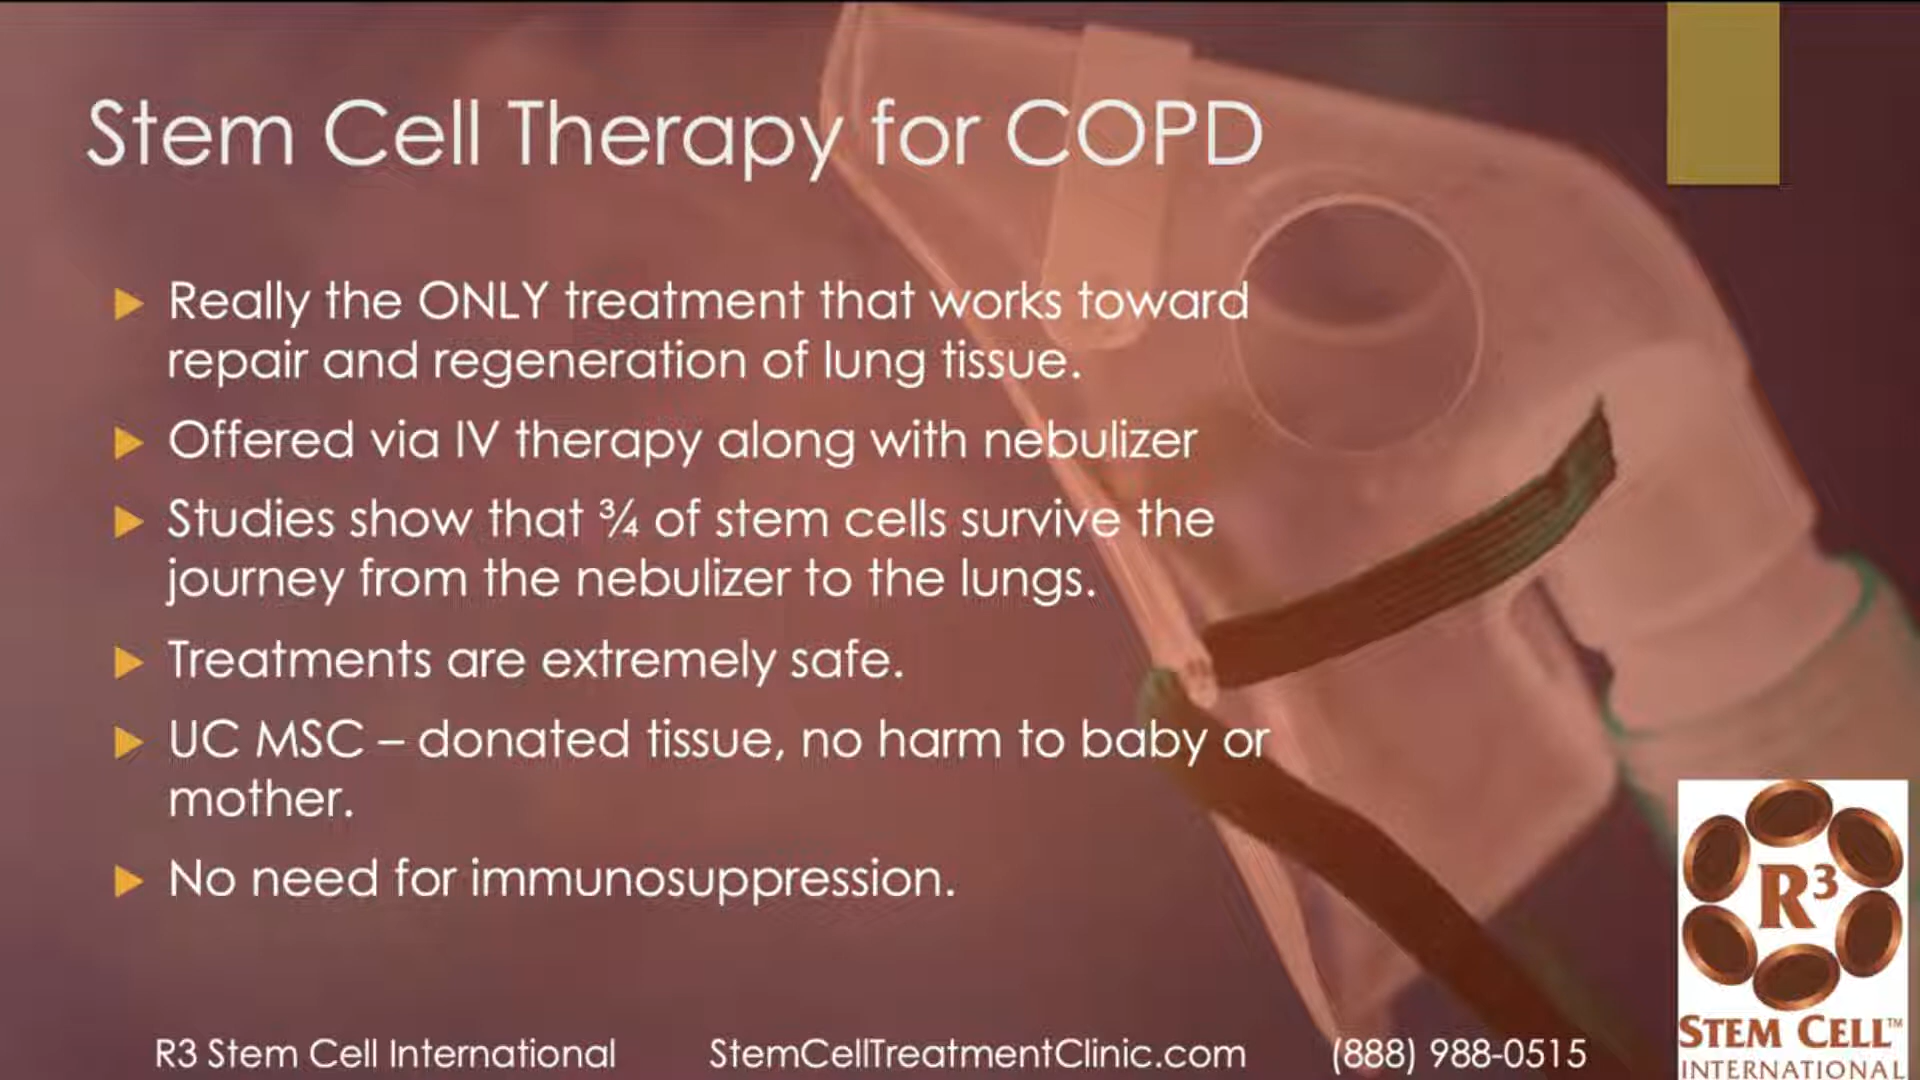 Stem Cell Therapy for COPD
Really the ONLY treatment that works toward
repair and regeneration of lung tissue.
Offered via IV therapy along with nebulizer
Studies show that ¾ of stem cells survive the
journey from the nebulizer to the lungs.
Treatments are extremely safe.
UC MSC – donated tissue, no harm to baby or
mother.
No need for immunosuppression.
R3 Stem Cell International StemCellTreatmentClinic.com (888) 988-0515
R³
STEM CELL™
INTERNATIONAL